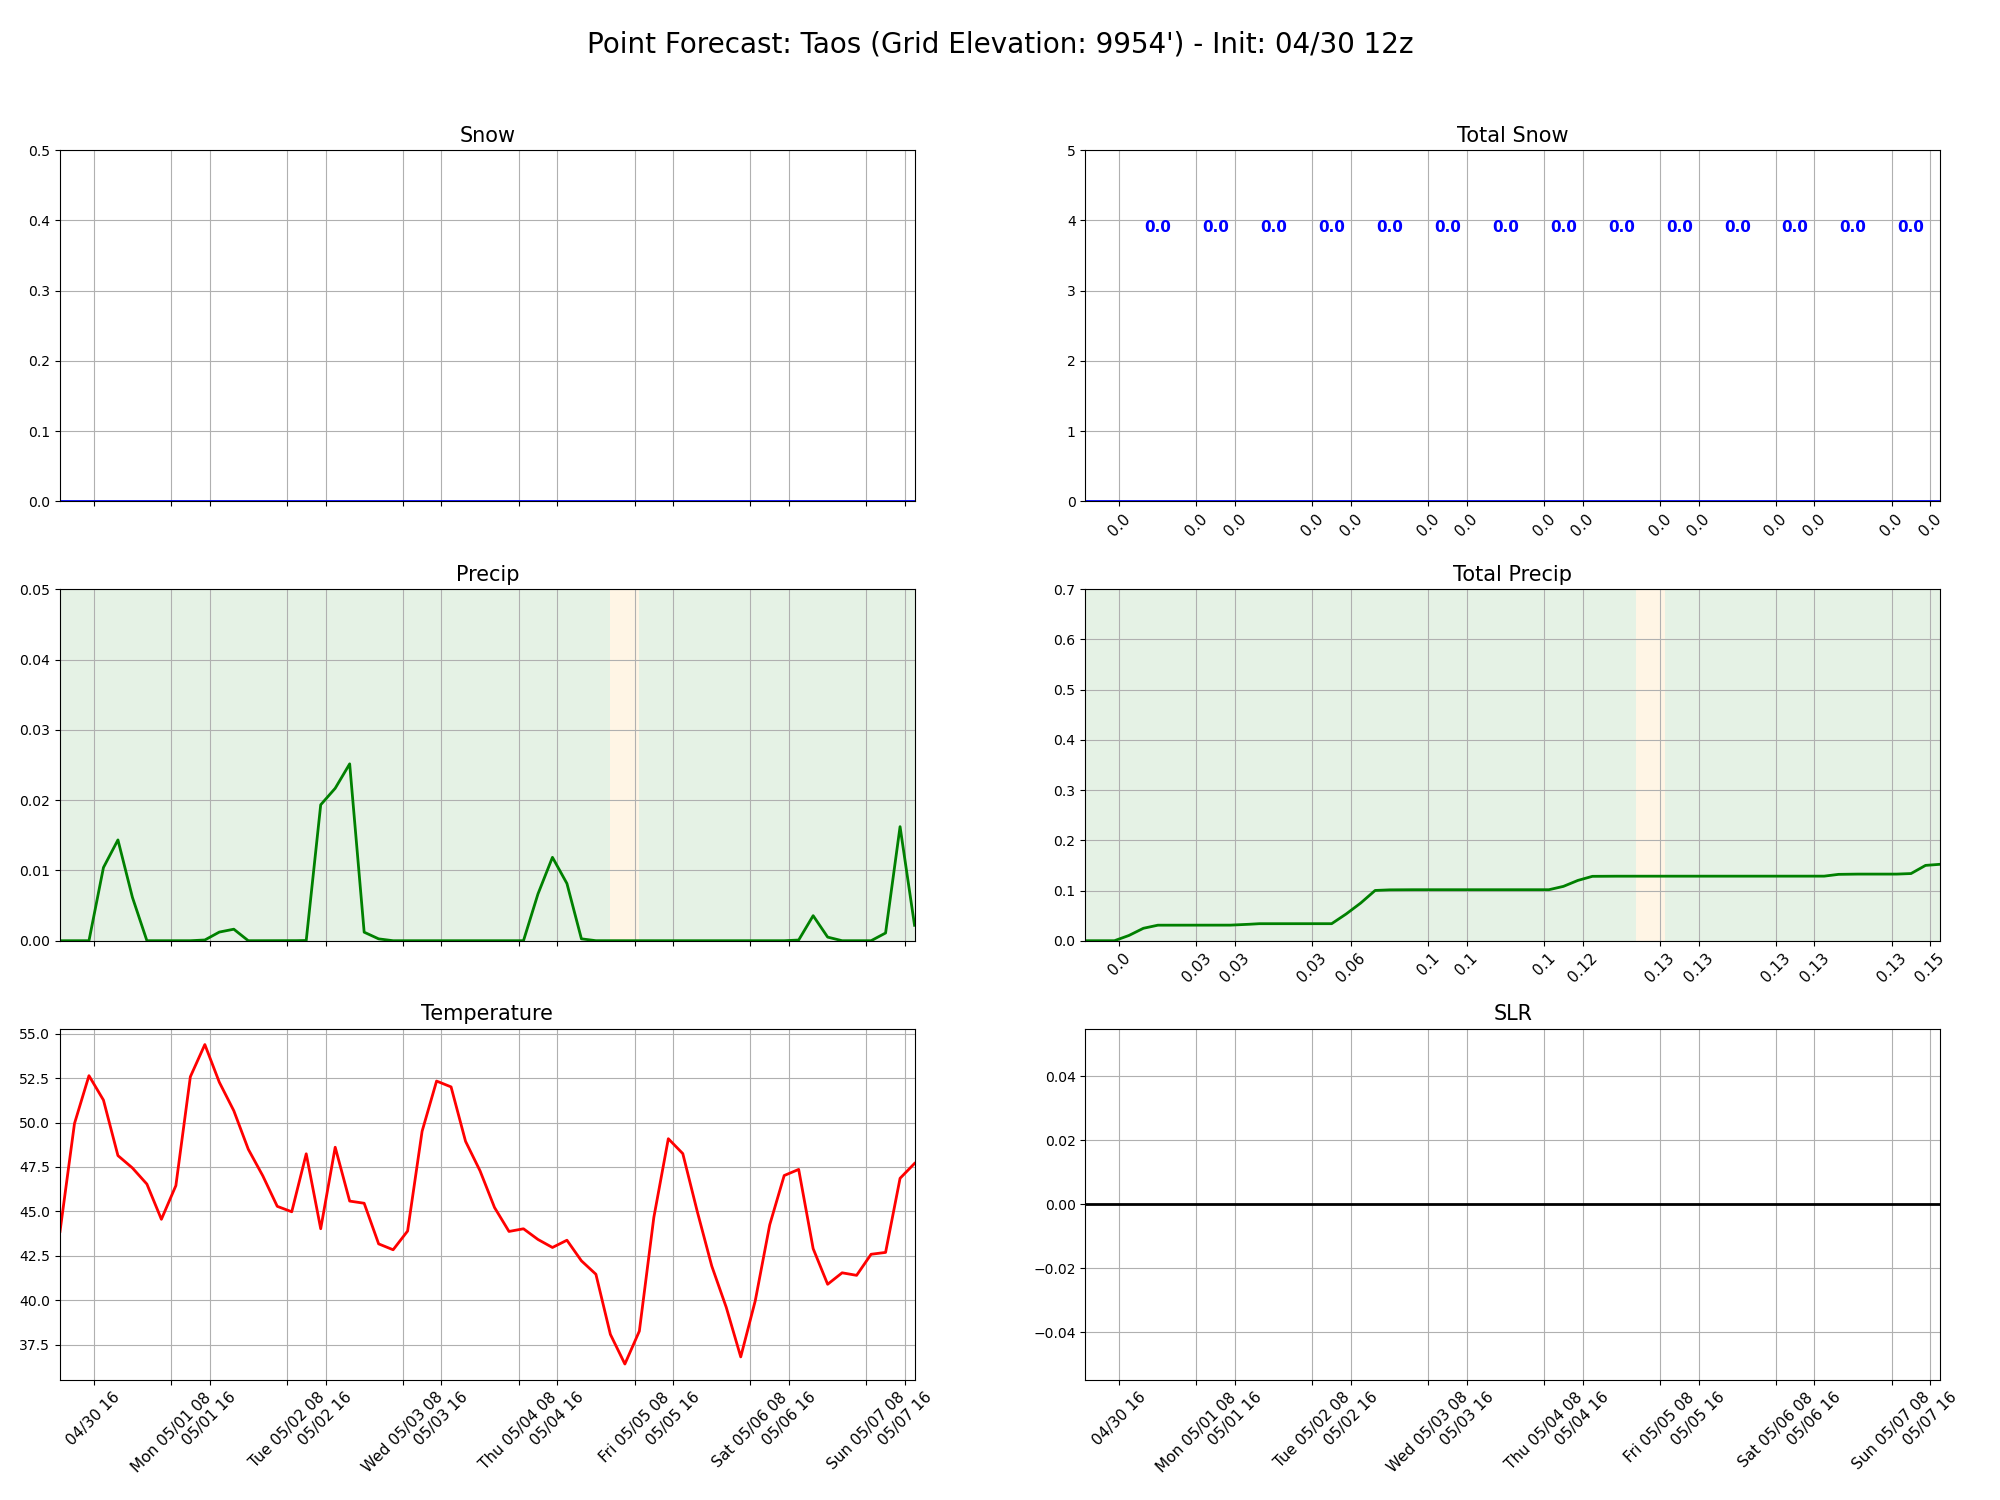 Point Forecast: Taos (Grid Elevation: 9954') - Init: 04/30 12z
Snow
0.5
0.4
0.3
0.2
0.1
0.0
Total Snow
5
4
3
2
1
0
0.0 0.0 0.0 0.0 0.0 0.0 0.0 0.0 0.0 0.0 0.0 0.0 0.0 0.0
0.0 0.0 0.0 0.0 0.0 0.0 0.0 0.0 0.0 0.0 0.0 0.0 0.0 0.0 0.0
Precip
0.05
0.04
0.03
0.02
0.01
0.00
Total Precip
0.7
0.6
0.5
0.4
0.3
0.2
0.1
0.0
0.0 0.03 0.03 0.03 0.06 0.1 0.1 0.1 0.12 0.13 0.13 0.13 0.13 0.13 0.15
Temperature
55.0
52.5
50.0
47.5
45.0
42.5
40.0
37.5
04/30 16
Mon 05/01 08
05/01 16
Tue 05/02 08
05/02 16
Wed 05/03 08
05/03 16
Thu 05/04 08
05/04 16
Fri 05/05 08
05/05 16
Sat 05/06 08
05/06 16
Sun 05/07 08
05/07 16
SLR
0.04
0.02
0.00
−0.02
−0.04
04/30 16
Mon 05/01 08
05/01 16
Tue 05/02 08
05/02 16
Wed 05/03 08
05/03 16
Thu 05/04 08
05/04 16
Fri 05/05 08
05/05 16
Sat 05/06 08
05/06 16
Sun 05/07 08
05/07 16